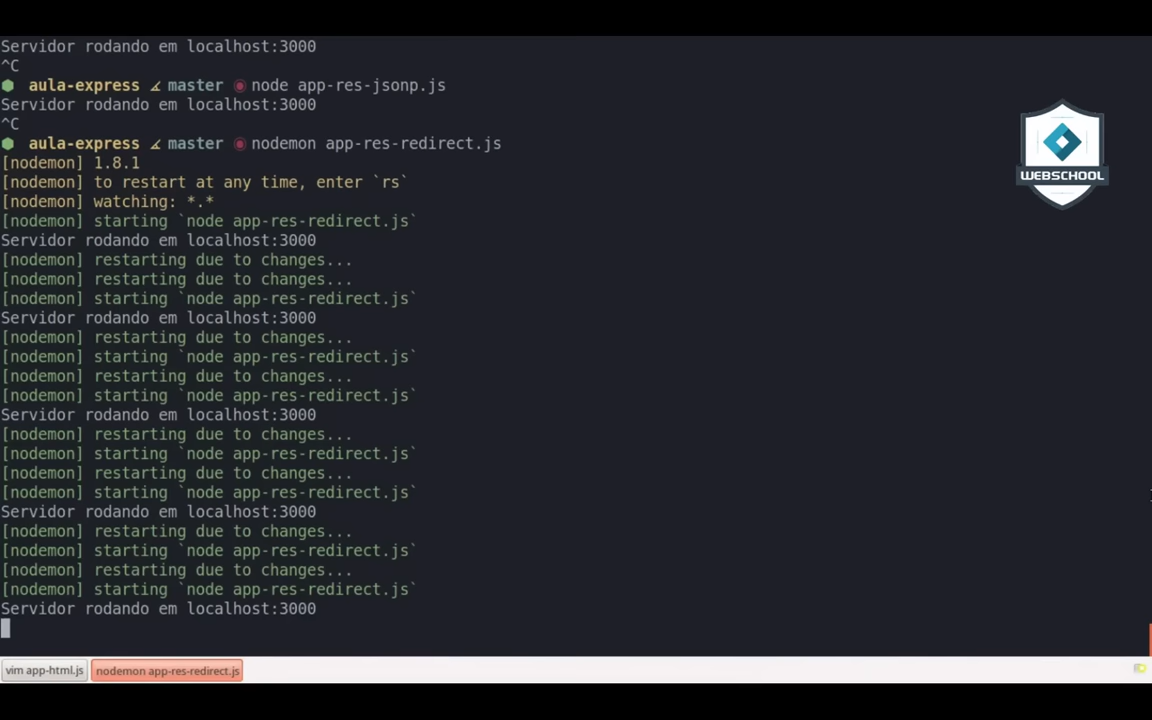 Servidor rodando em localhost:3000
^C
aula-express master node app-res-jsonp.js
Servidor rodando em localhost:3000
^C
aula-express master nodemon app-res-redirect.js
[nodemon] 1.8.1
[nodemon] to restart at any time, enter `rs`
[nodemon] watching: *.*
[nodemon] starting `node app-res-redirect.js`
Servidor rodando em localhost:3000
[nodemon] restarting due to changes...
[nodemon] restarting due to changes...
[nodemon] starting `node app-res-redirect.js`
Servidor rodando em localhost:3000
[nodemon] restarting due to changes...
[nodemon] starting `node app-res-redirect.js`
[nodemon] restarting due to changes...
[nodemon] starting `node app-res-redirect.js`
Servidor rodando em localhost:3000
[nodemon] restarting due to changes...
[nodemon] starting `node app-res-redirect.js`
[nodemon] restarting due to changes...
[nodemon] starting `node app-res-redirect.js`
Servidor rodando em localhost:3000
[nodemon] restarting due to changes...
[nodemon] starting `node app-res-redirect.js`
[nodemon] restarting due to changes...
[nodemon] starting `node app-res-redirect.js`
Servidor rodando em localhost:3000
WEBSCHOOL
vim app-html.js
nodemon app-res-redirect.js